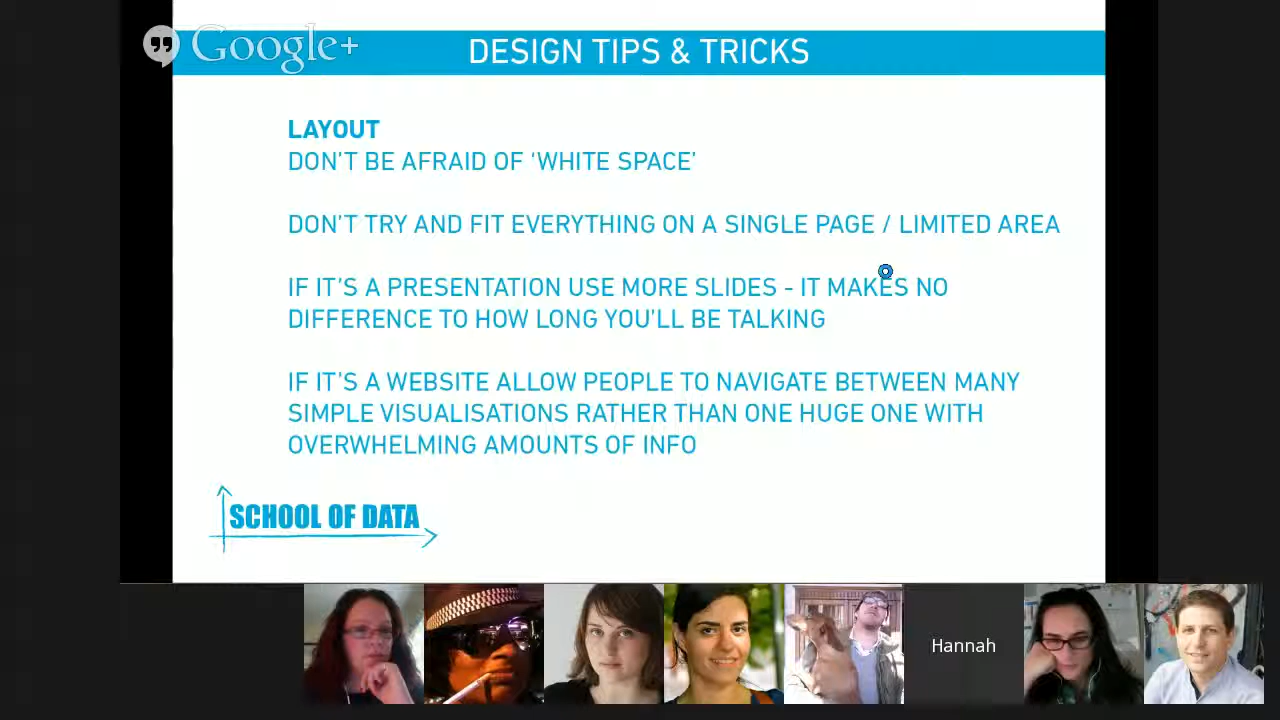 Google+
DESIGN TIPS & TRICKS
LAYOUT
DON'T BE AFRAID OF 'WHITE SPACE'
DON'T TRY AND FIT EVERYTHING ON A SINGLE PAGE / LIMITED AREA
IF IT'S A PRESENTATION USE MORE SLIDES - IT MAKES NO
DIFFERENCE TO HOW LONG YOU'LL BE TALKING
IF IT'S A WEBSITE ALLOW PEOPLE TO NAVIGATE BETWEEN MANY
SIMPLE VISUALISATIONS RATHER THAN ONE HUGE ONE WITH
OVERWHELMING AMOUNTS OF INFO
SCHOOL OF DATA
Hannah